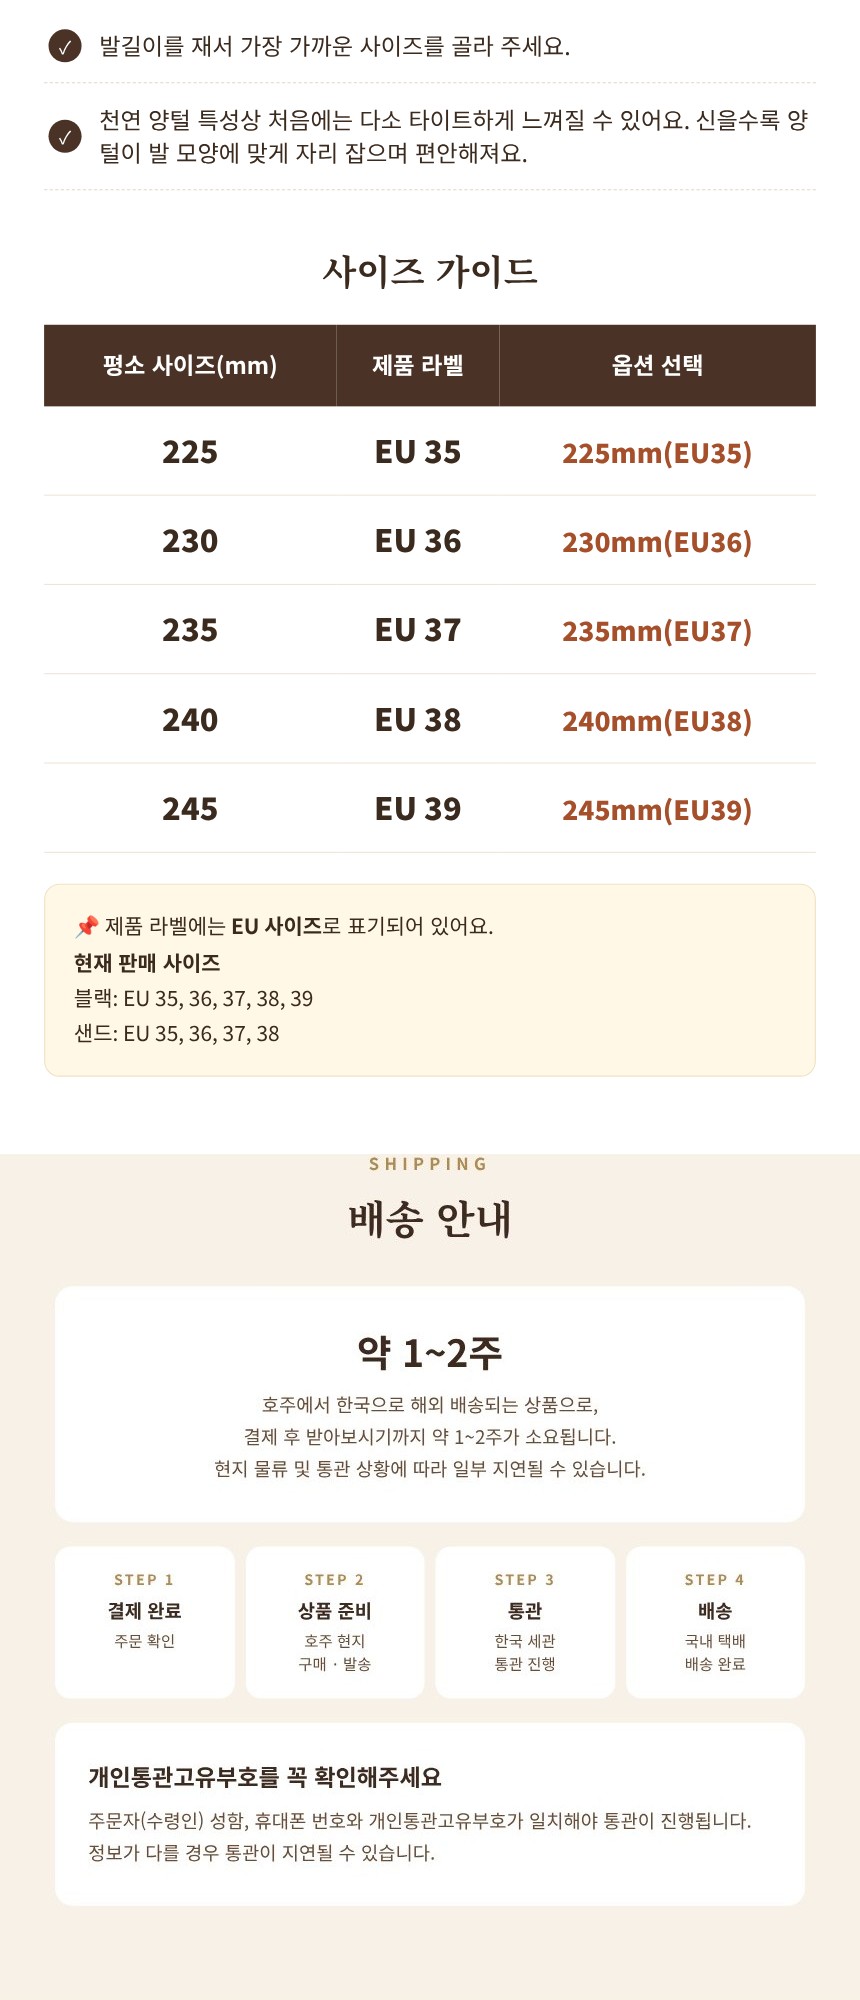 발길이를 재서 가장 가까운 사이즈를 골라 주세요.
천연 양털 특성상 처음에는 다소 타이트하게 느껴질 수 있어요. 신을수록 양
털이 발 모양에 맞게 자리 잡으며 편안해져요.
사이즈 가이드
평소 사이즈(mm) 제품 라벨 옵션 선택
225 EU 35 225mm(EU35)
230 EU 36 230mm(EU36)
235 EU 37 235mm(EU37)
240 EU 38 240mm(EU38)
245 EU 39 245mm(EU39)
📌 제품 라벨에는 EU 사이즈로 표기되어 있어요.
현재 판매 사이즈
블랙: EU 35, 36, 37, 38, 39
샌드: EU 35, 36, 37, 38
SHIPPING
배송 안내
약 1~2주
호주에서 한국으로 해외 배송되는 상품으로,
결제 후 받아보시기까지 약 1~2주가 소요됩니다.
현지 물류 및 통관 상황에 따라 일부 지연될 수 있습니다.
STEP 1
결제 완료
주문 확인
STEP 2
상품 준비
호주 현지
구매 · 발송
STEP 3
통관
한국 세관
통관 진행
STEP 4
배송
국내 택배
배송 완료
개인통관고유부호를 꼭 확인해주세요
주문자(수령인) 성함, 휴대폰 번호와 개인통관고유부호가 일치해야 통관이 진행됩니다.
정보가 다를 경우 통관이 지연될 수 있습니다.